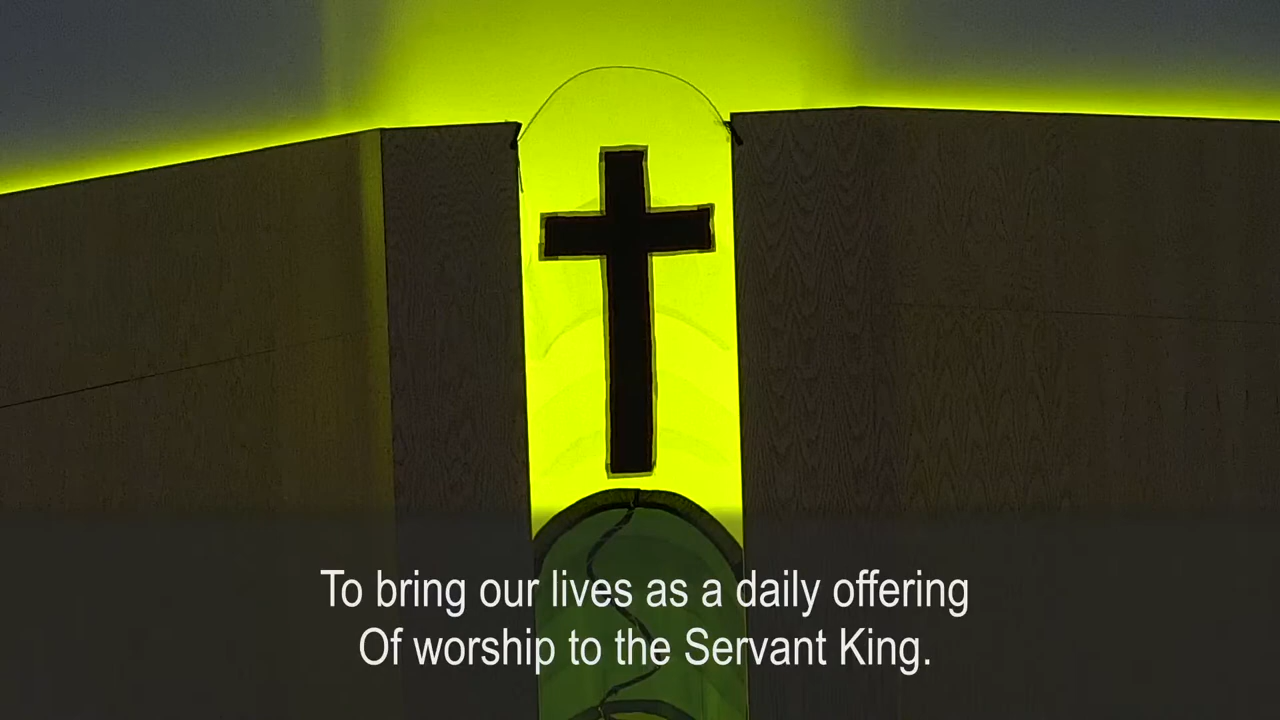 To bring our lives as a daily offering
Of worship to the Servant King.